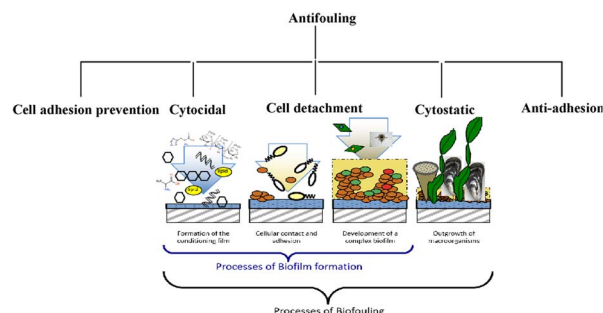 Antifouling
Cell adhesion prevention
Cytocidal
Cell detachment
Cytostatic
Anti-adhesion
Formation of the
conditioning film
Cellular contact and
adhesion
Development of a
complex biofilm
Outgrowth of
macroorganisms
Processes of Biofilm formation
Processes of Biofouling